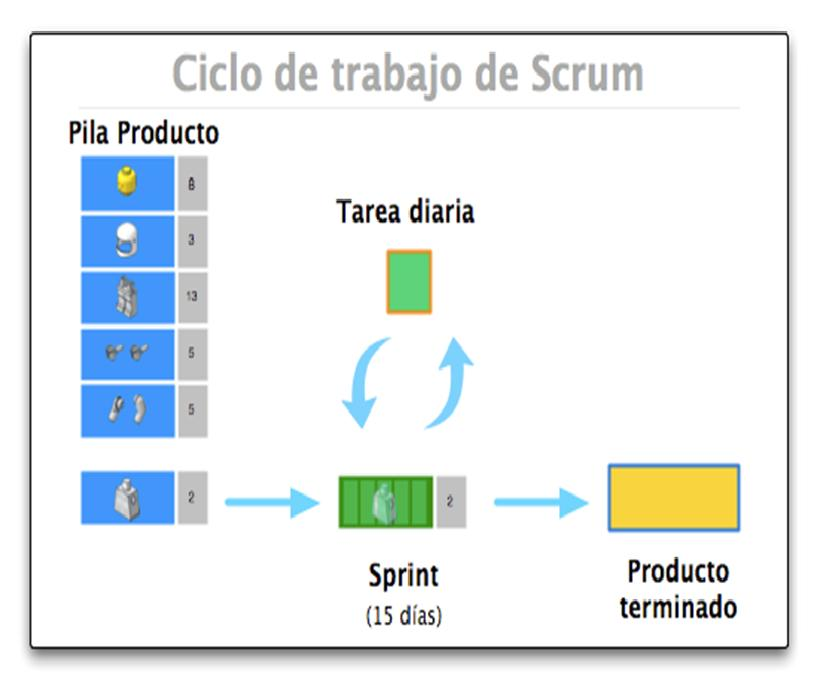 Ciclo de trabajo de Scrum
Pila Producto
8
3
13
5
5
2
Tarea diaria
2
Sprint
(15 días)
Producto
terminado